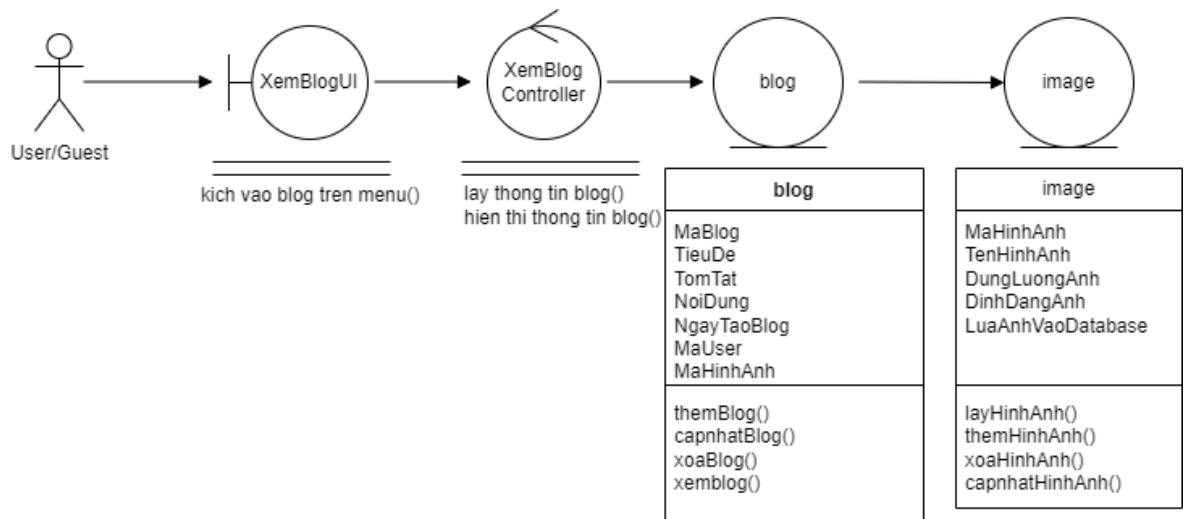 User/Guest
XemBlogUI
XemBlog
Controller
blog
image
kich vao blog tren menu()
lay thong tin blog()
hien thi thong tin blog()
blog
MaBlog
TieuDe
TomTat
NoiDung
NgayTaoBlog
MaUser
MaHinhAnh
themBlog()
capnhatBlog()
xoaBlog()
xemblog()
image
MaHinhAnh
TenHinhAnh
DungLuongAnh
DinhDangAnh
LuaAnhVaoDatabase
layHinhAnh()
themHinhAnh()
xoaHinhAnh()
capnhatHinhAnh()